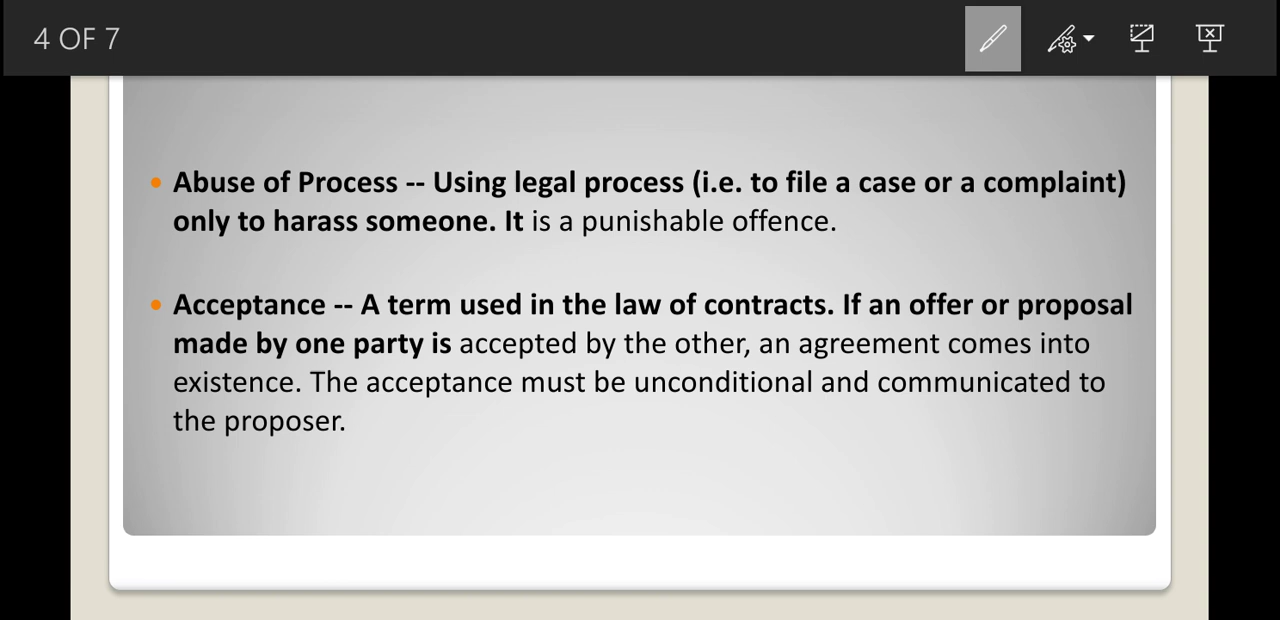 4 OF 7
• Abuse of Process -- Using legal process (i.e. to file a case or a complaint)
only to harass someone. It is a punishable offence.
• Acceptance -- A term used in the law of contracts. If an offer or proposal
made by one party is accepted by the other, an agreement comes into
existence. The acceptance must be unconditional and communicated to
the proposer.